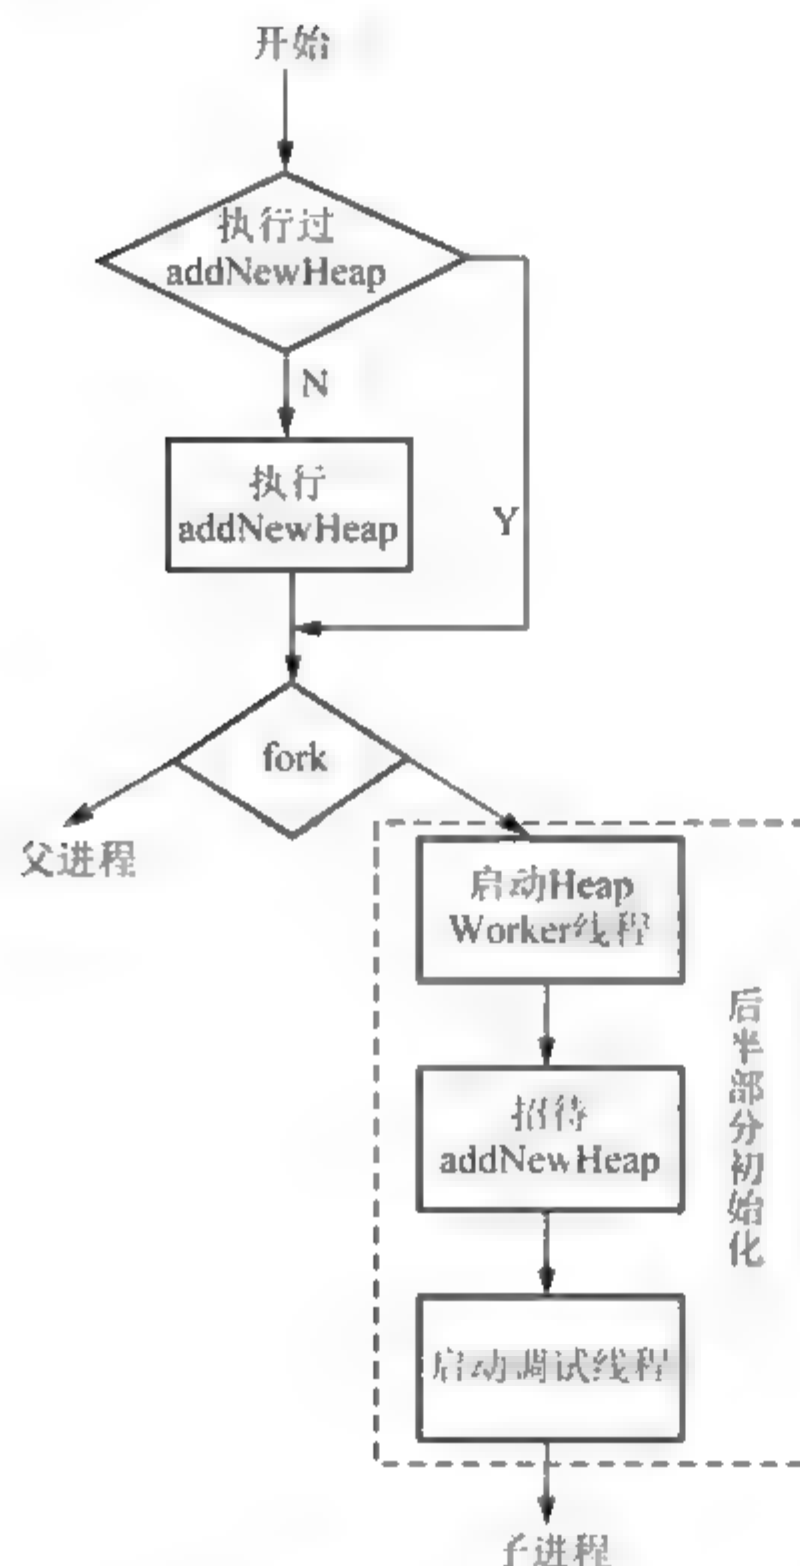 开始
执行过
addNewHeap
N
执行
addNewHeap
Y
fork
父进程
启动Heap
Worker线程
招待
addNewHeap
启动调试线程
后半部分初始化
子进程